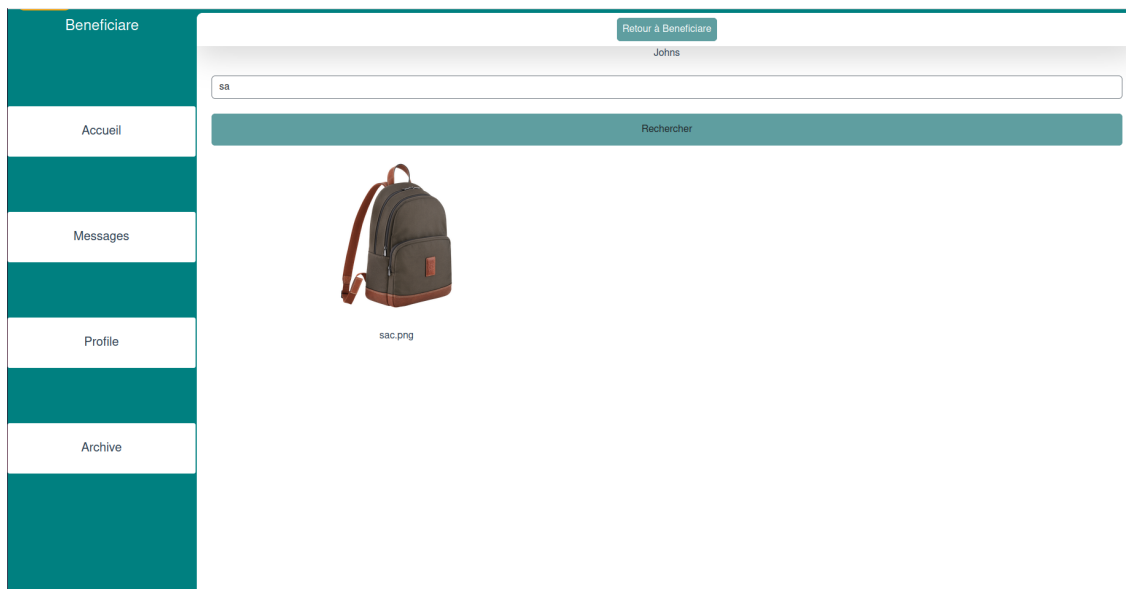 Beneficiare
Retour à Beneficiare
Johns
sa
Rechercher
Accueil
Messages
Profile
Archive
sac.png